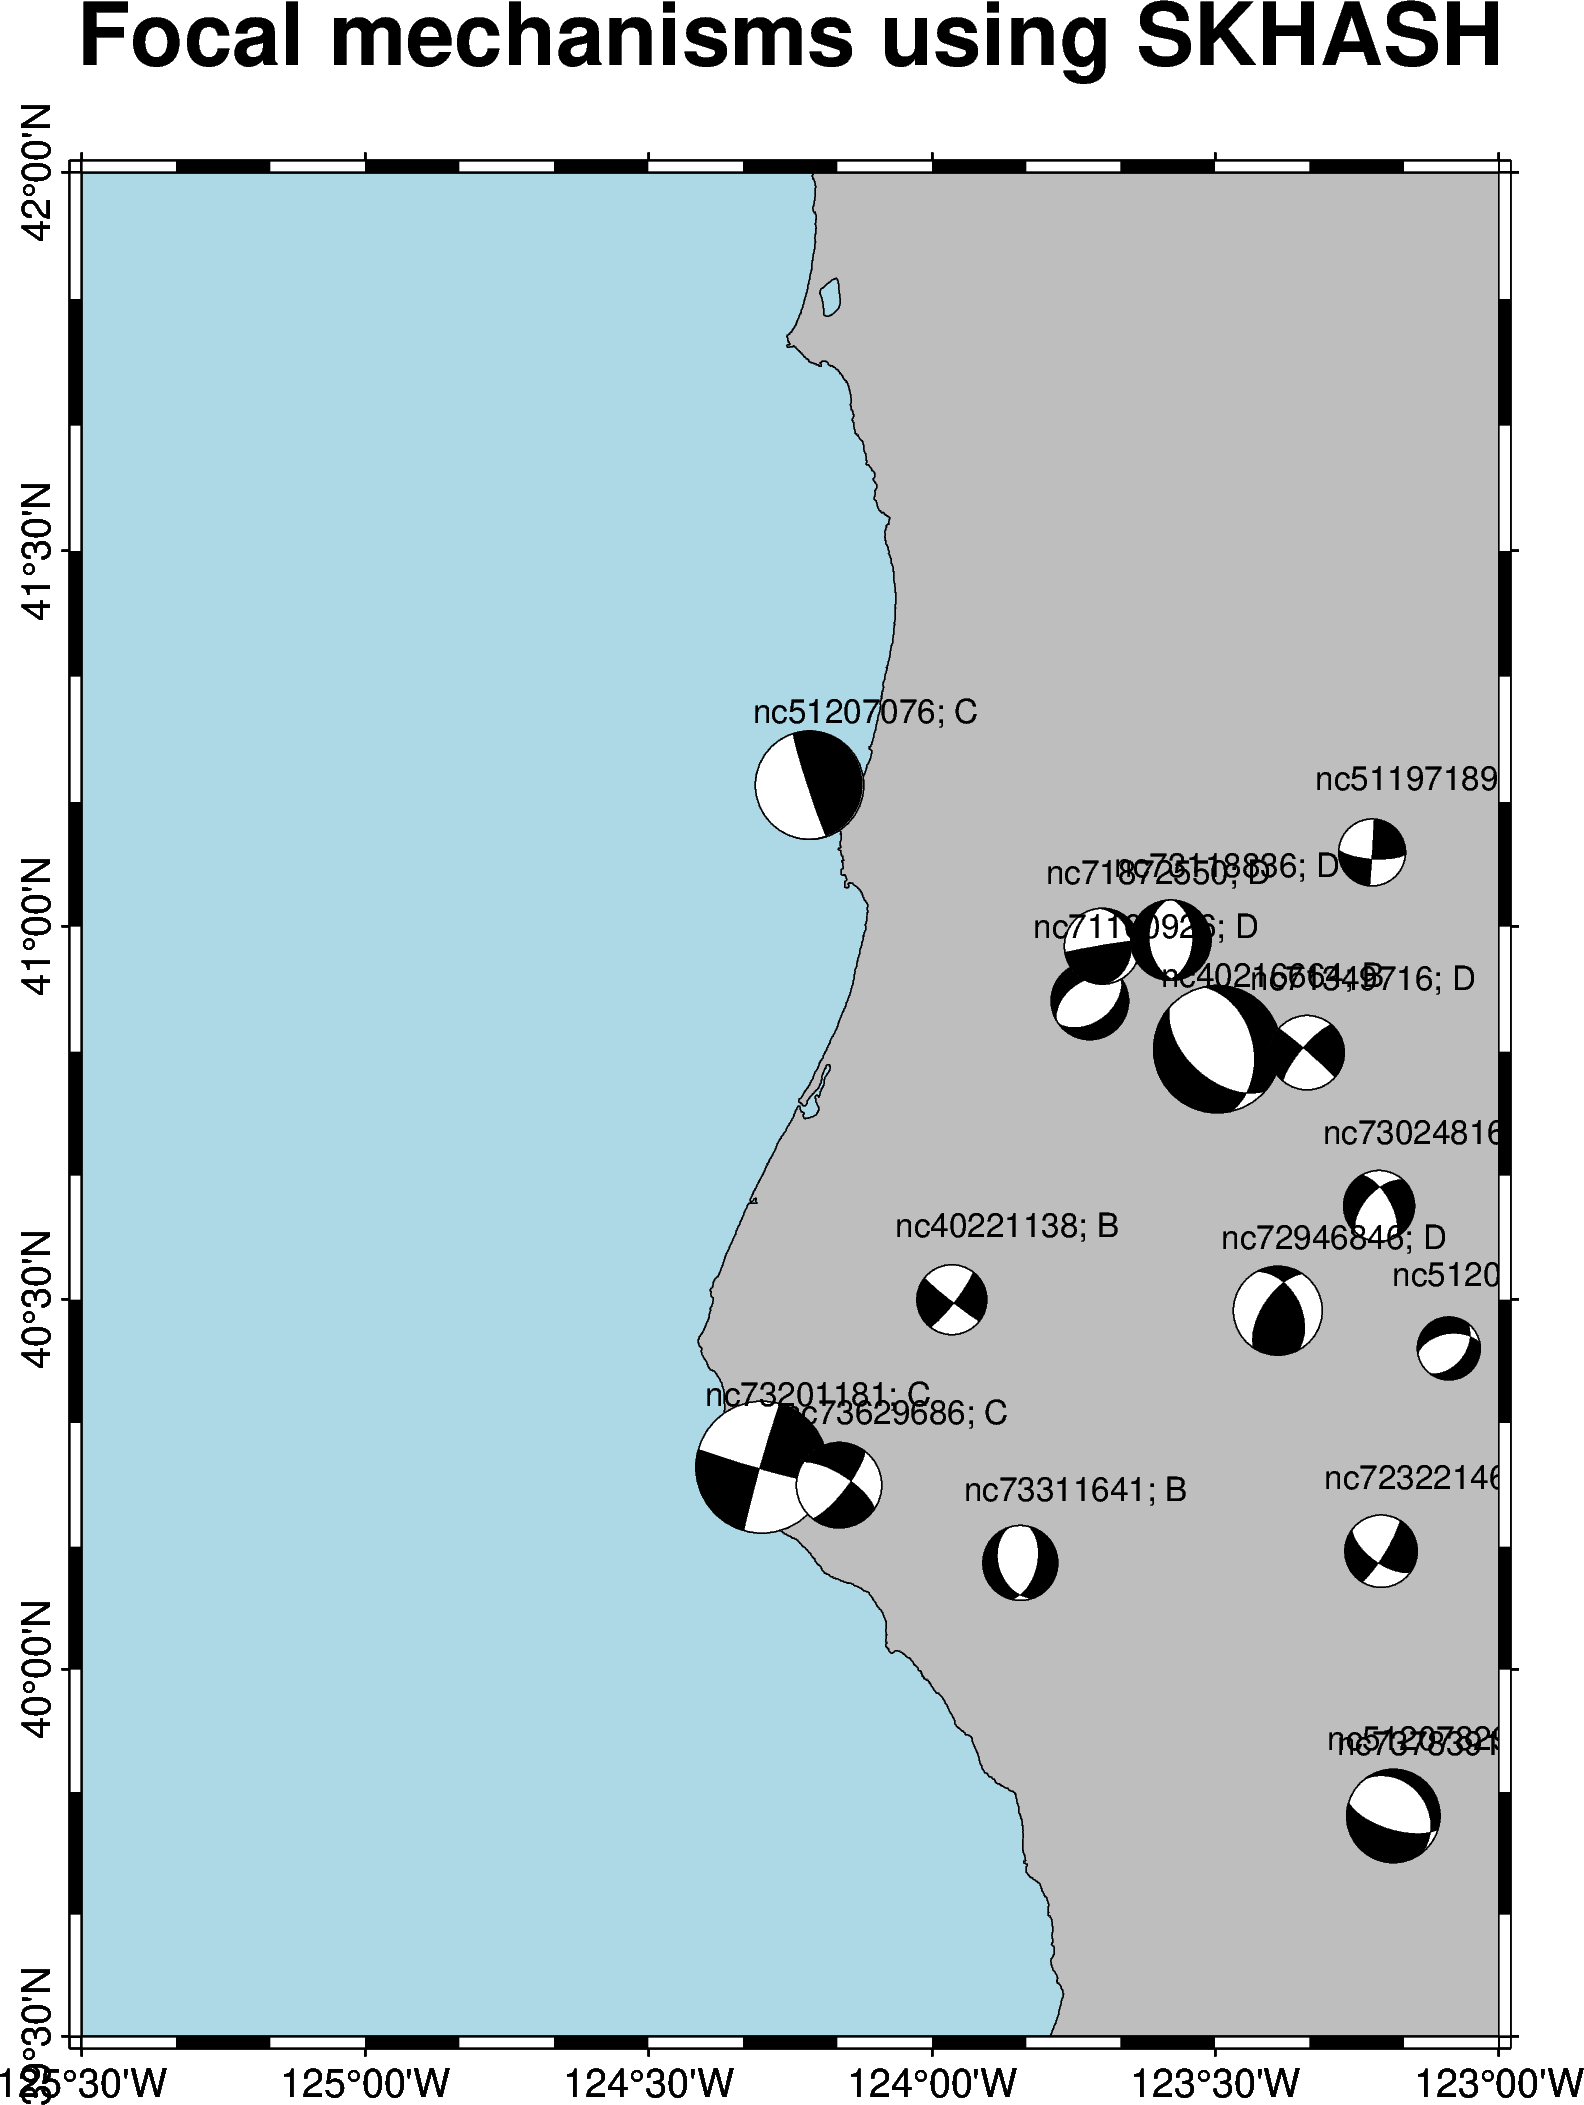 Focal mechanisms using SKHASH
42°00'N
41°30'N
41°00'N
40°30'N
40°00'N
39°30'N
nc51207076; C
nc51197189
nc73118836; D
nc71872550; D
nc71100926; D
nc40216664; B
nc71349716; D
nc73024816
nc40221138; B
nc72946846; D
nc5120
nc73201181; C
nc73629686; C
nc73311641; B
nc72322146
125°30'W
125°00'W
124°30'W
124°00'W
123°30'W
123°00'W